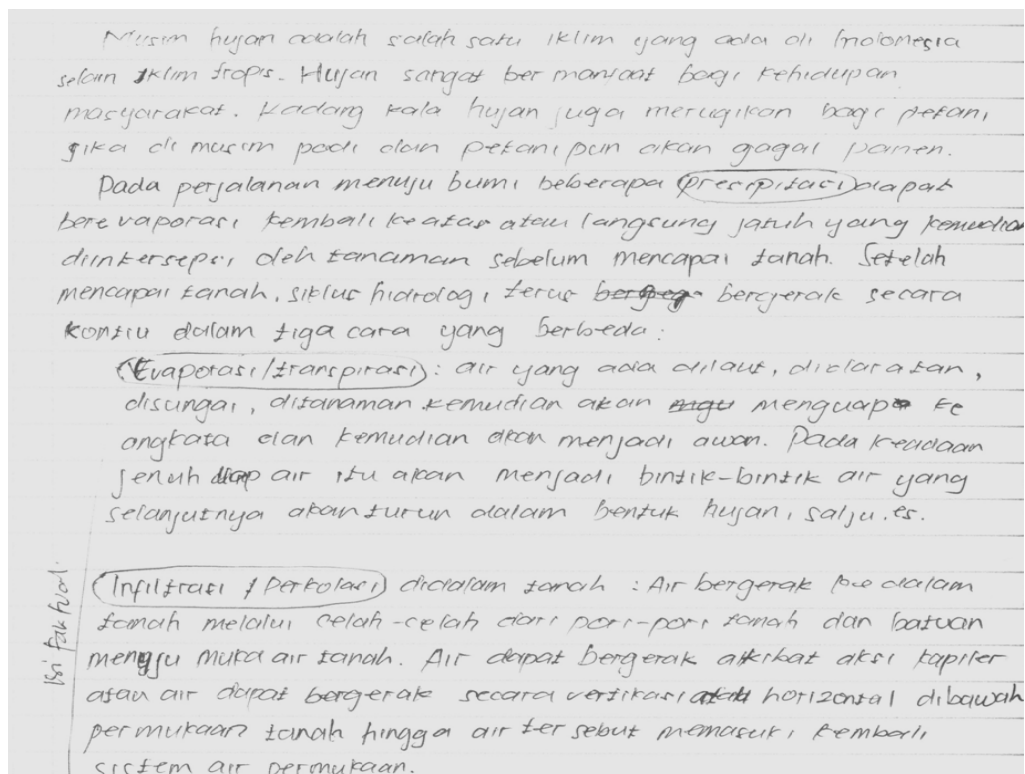 Musim hujan adalah salah satu iklim yang ada di Indonesia
selain iklim tropis. Hujan sangat ber manfaat bagi kehidupan
masyarakat. Kadang kala hujan juga merugikan bagi petani,
jika di musim padi dan petanipun akan gagal panen.
Pada perjalanan menuju bumi beberapa presipitasi dapat
berevaporasi kembali keatas atau langsung jatuh yang kemudian
diintersepsi oleh tanaman sebelum mencapai tanah. Setelah
mencapai tanah, siklus hidrologi terus bergerak secara
kontiu dalam tiga cara yang berbeda :
Evaporasi/transpirasi : air yang ada dilaut, didaratan,
disungai, ditanaman kemudian akan menguap ke
angkata dan kemudian akan menjadi awan. Pada keadaan
jenuh uap air itu akan menjadi bintik-bintik air yang
selanjutnya akan turun dalam bentuk hujan, salju, es.
Infiltrasi / Perkolasi didalam tanah : Air bergerak ke dalam
tanah melalui celah-celah dari pori-pori tanah dan batuan
menuju muka air tanah. Air dapat bergerak akibat aksi kapiler
atau air dapat bergerak secara vertikasi atau horizontal dibawah
permukaan tanah hingga air ter sebut memasuki kembali
sistem air permukaan.
Isi faktual.